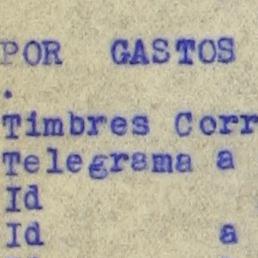 POR GASTOS
.
Timbres Corr
Telegrama a
Id
Id a